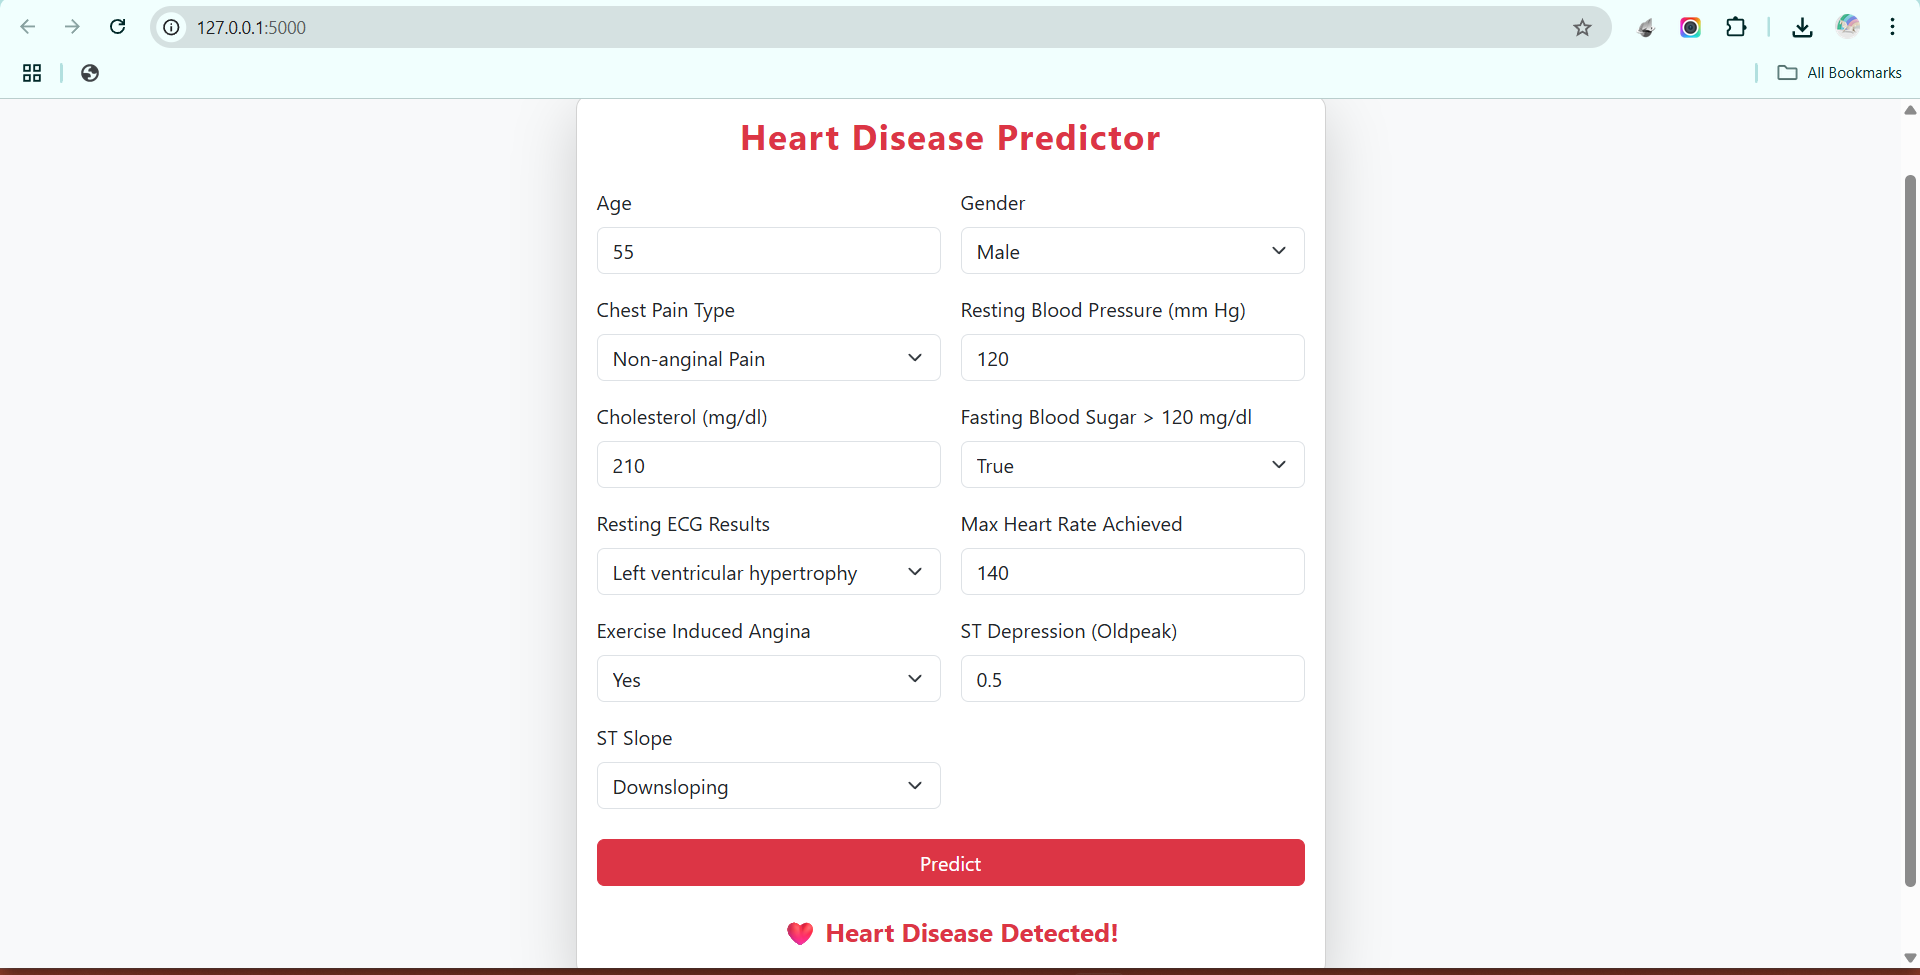 127.0.0.1:5000
All Bookmarks
Heart Disease Predictor
Age
Gender
55
Male
Chest Pain Type
Resting Blood Pressure (mm Hg)
Non-anginal Pain
120
Cholesterol (mg/dl)
Fasting Blood Sugar > 120 mg/dl
210
True
Resting ECG Results
Max Heart Rate Achieved
Left ventricular hypertrophy
140
Exercise Induced Angina
ST Depression (Oldpeak)
Yes
0.5
ST Slope
Downsloping
Predict
Heart Disease Detected!